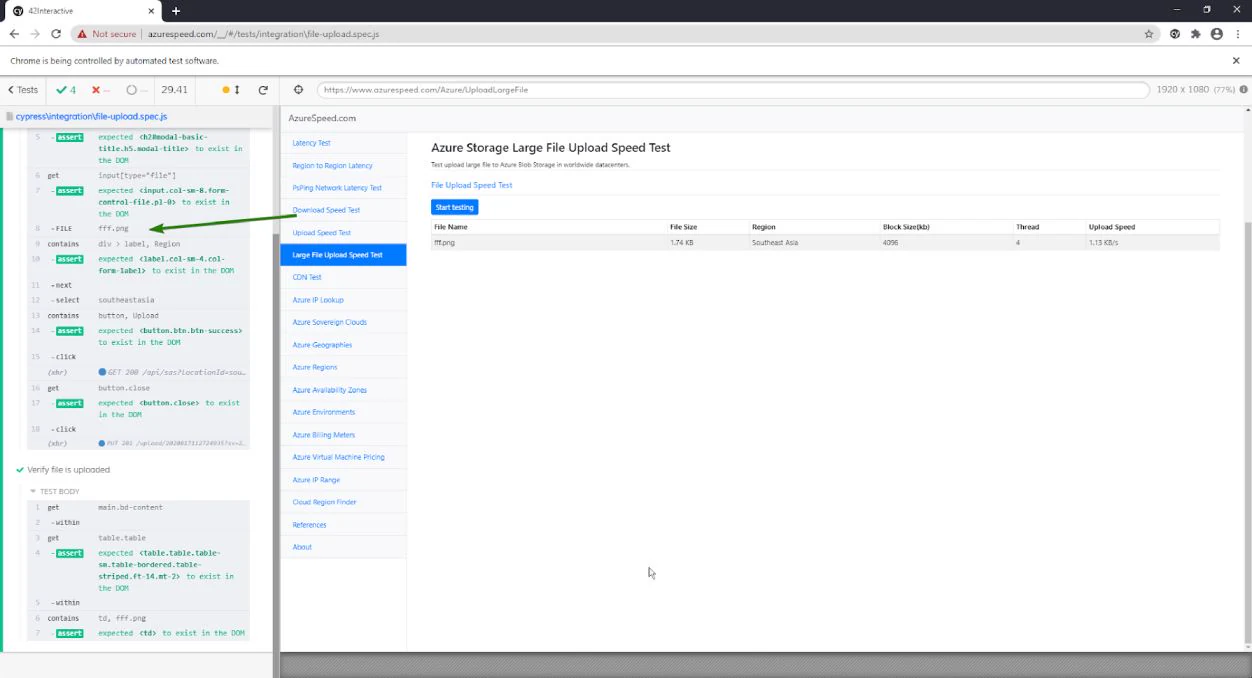 42Interactive
Not secure
azurespeed.com/__/#/tests/integration\file-upload.spec.js
Chrome is being controlled by automated test software.
Tests
4
--
--
29.41
https://www.azurespeed.com/Azure/UploadLargeFile
1920 x 1080 (77%)
cypress\integration\file-upload.spec.js
5 -assert expected <h2#modal-basic-
title.h5.modal-title> to exist in
the DOM
6 get input[type="file"]
7 -assert expected <input.col-sm-8.form-
control-file.pl-0> to exist in
the DOM
8 -FILE fff.png
9 contains div > label, Region
10 -assert expected <label.col-sm-4.col-
form-label> to exist in the DOM
11 -next
12 -select southeastasia
13 contains button, Upload
14 -assert expected <button.btn.btn-success>
to exist in the DOM
15 -click
(xhr) GET 200 /api/sas?locationId=sou...
16 get button.close
17 -assert expected <button.close> to exist
in the DOM
18 -click
Verify file is uploaded
TEST BODY
1 get main.bd-content
2 -within
3 get table.table
4 -assert expected <table.table.table-
sm.table-bordered.table-
striped.ft-14.mt-2> to exist in
the DOM
5 -within
6 contains td, fff.png
7 -assert expected <td> to exist in the DOM
AzureSpeed.com
Latency Test
Region to Region Latency
PsPing Network Latency Test
Download Speed Test
Upload Speed Test
Large File Upload Speed Test
CDN Test
Azure IP Lookup
Azure Sovereign Clouds
Azure Geographies
Azure Regions
Azure Availability Zones
Azure Environments
Azure Billing Meters
Azure Virtual Machine Pricing
Azure IP Range
Cloud Region Finder
References
About
Azure Storage Large File Upload Speed Test
Test upload large file to Azure Blob Storage in worldwide datacenters.
File Upload Speed Test
Start testing
File Name File Size Region Block Size(kb) Thread Upload Speed
fff.png 1.74 KB Southeast Asia 4096 4 1.13 KB/s